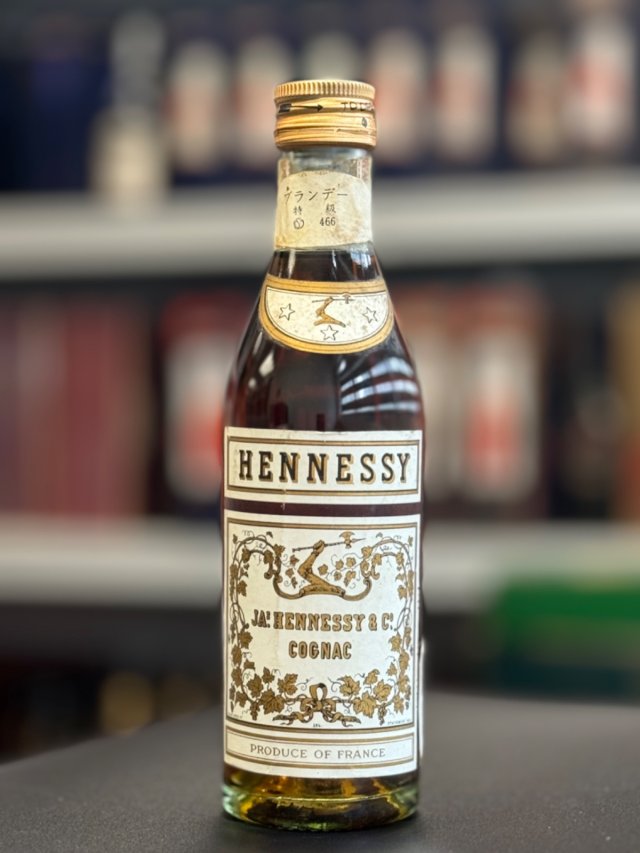 ブランデー
特 級
466
HENNESSY
JAS HENNESSY & CO
COGNAC
PRODUCE OF FRANCE